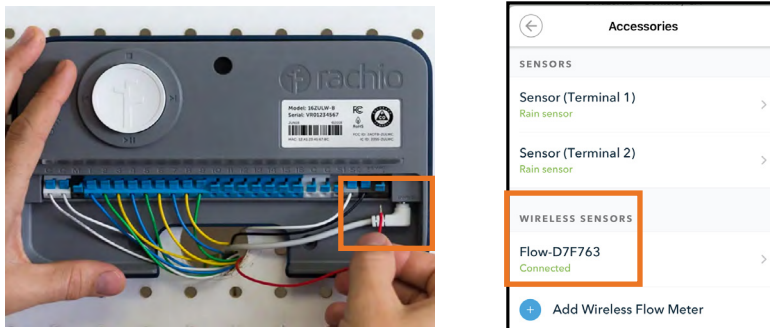 rachio
Model: 16ZULW-B
Serial: VR01234567
Accessories
SENSORS
Sensor (Terminal 1)
Rain sensor
Sensor (Terminal 2)
Rain sensor
WIRELESS SENSORS
Flow-D7F763
Connected
Add Wireless Flow Meter